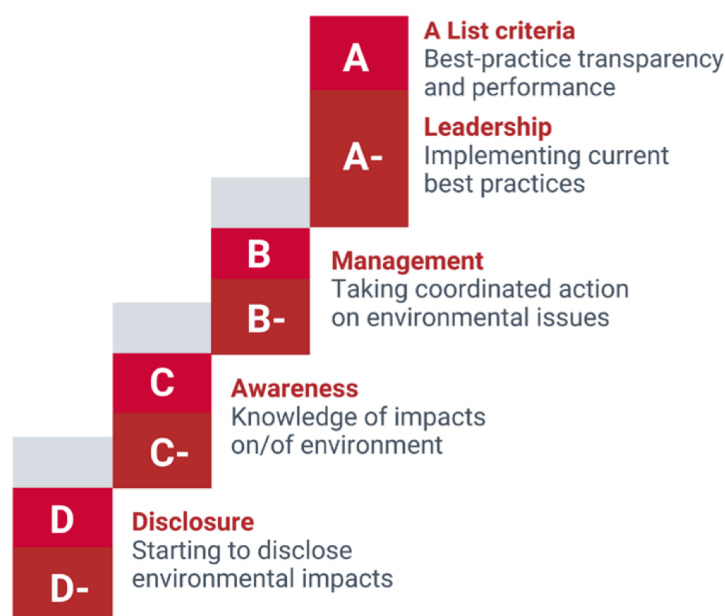 A
A List criteria
Best-practice transparency
and performance
A-
Leadership
Implementing current
best practices
B
B-
Management
Taking coordinated action
on environmental issues
C
C-
Awareness
Knowledge of impacts
on/of environment
D
D-
Disclosure
Starting to disclose
environmental impacts